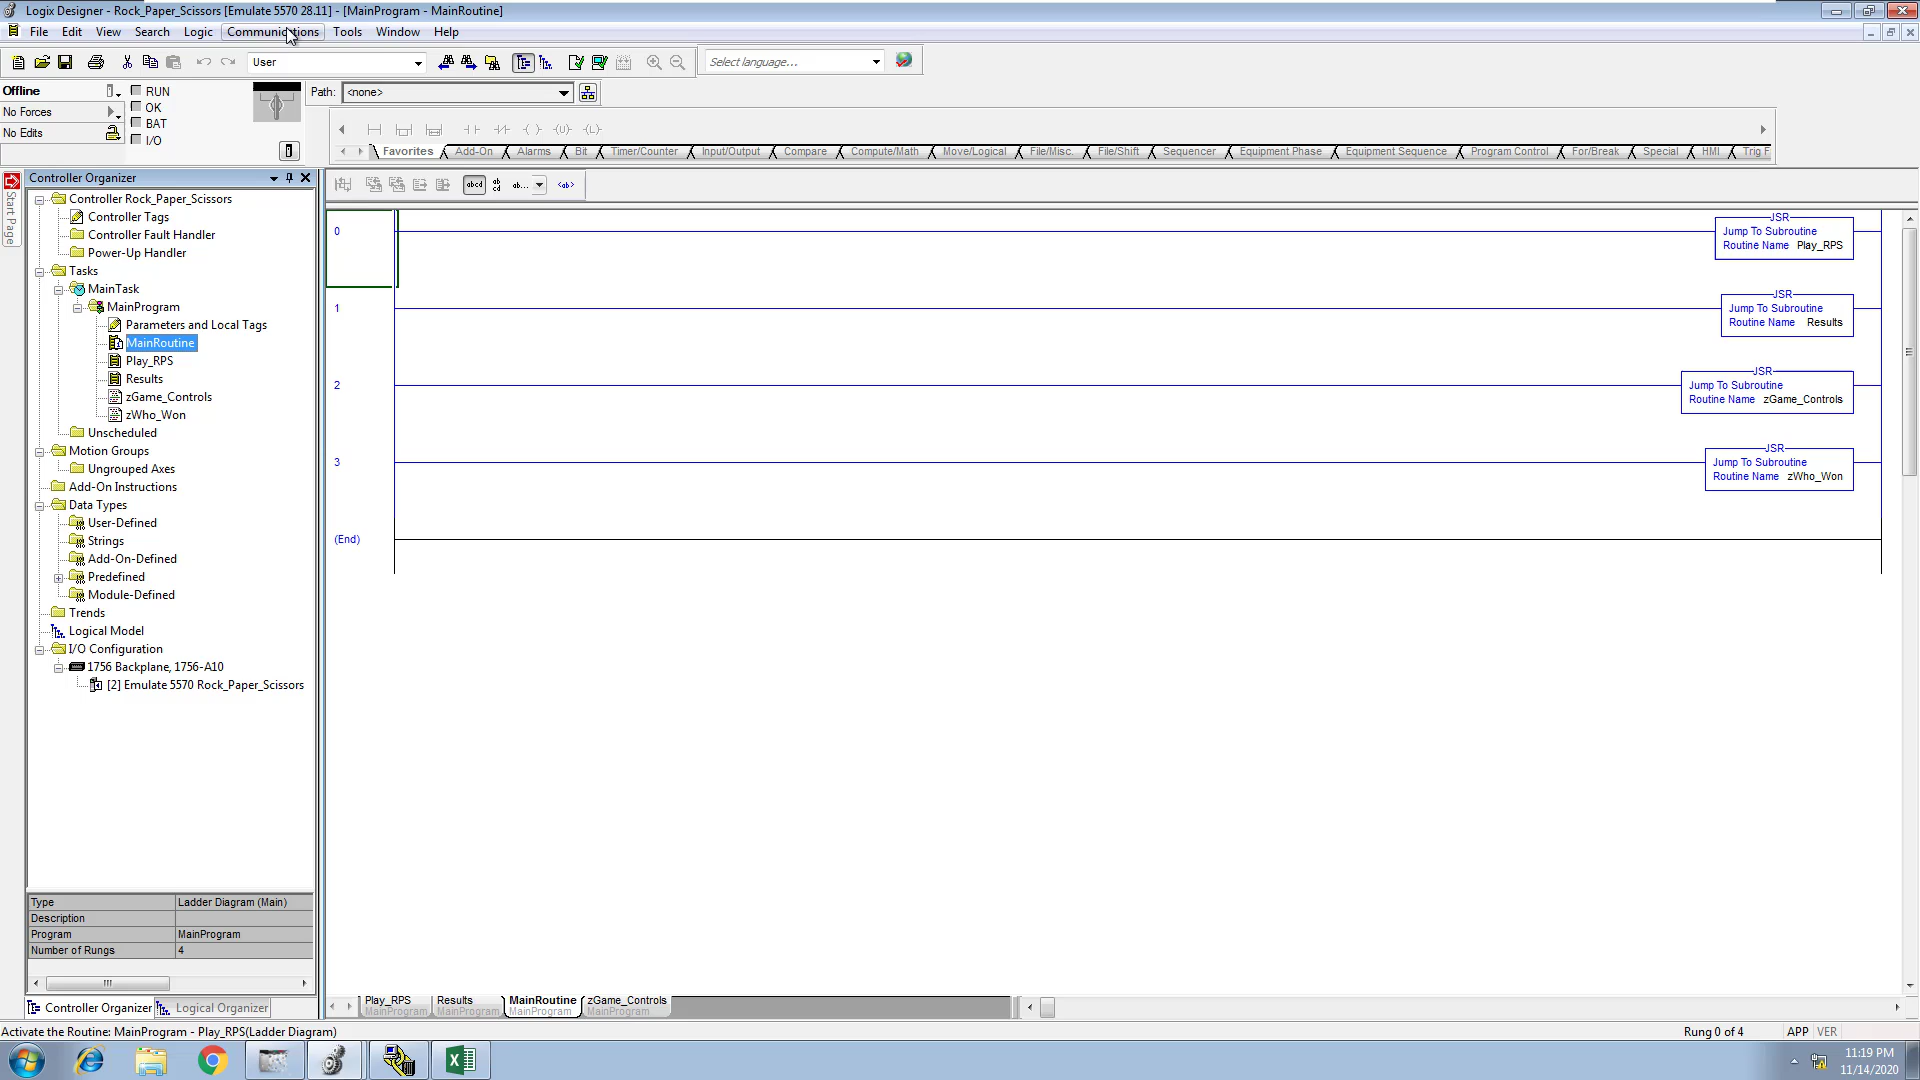 Logix Designer - Rock_Paper_Scissors [Emulate 5570 28.11] - [MainProgram - MainRoutine]
File Edit View Search Logic Communications Tools Window Help
User
Select language...
Offline
RUN
Path: <none>
No Forces
OK
No Edits
BAT
I/O
Favorites Add-On Alarms Bit Timer/Counter Input/Output Compare Compute/Math Move/Logical File/Misc. File/Shift Sequencer Equipment Phase Equipment Sequence Program Control For/Break Special HMI Trig F
Start Page
Controller Organizer
Controller Rock_Paper_Scissors
Controller Tags
Controller Fault Handler
Power-Up Handler
Tasks
MainTask
MainProgram
Parameters and Local Tags
MainRoutine
Play_RPS
Results
zGame_Controls
zWho_Won
Unscheduled
Motion Groups
Ungrouped Axes
Add-On Instructions
Data Types
User-Defined
Strings
Add-On-Defined
Predefined
Module-Defined
Trends
Logical Model
I/O Configuration
1756 Backplane, 1756-A10
[2] Emulate 5570 Rock_Paper_Scissors
Type Ladder Diagram (Main)
Description
Program MainProgram
Number of Rungs 4
Controller Organizer Logical Organizer
abcd ab cd ab... <ab>
0
JSR
Jump To Subroutine
Routine Name Play_RPS
1
JSR
Jump To Subroutine
Routine Name Results
2
JSR
Jump To Subroutine
Routine Name zGame_Controls
3
JSR
Jump To Subroutine
Routine Name zWho_Won
(End)
Play_RPS Results MainRoutine zGame_Controls
MainProgram MainProgram MainProgram MainProgram
Activate the Routine: MainProgram - Play_RPS(Ladder Diagram)
Rung 0 of 4 APP VER
11:19 PM
11/14/2020